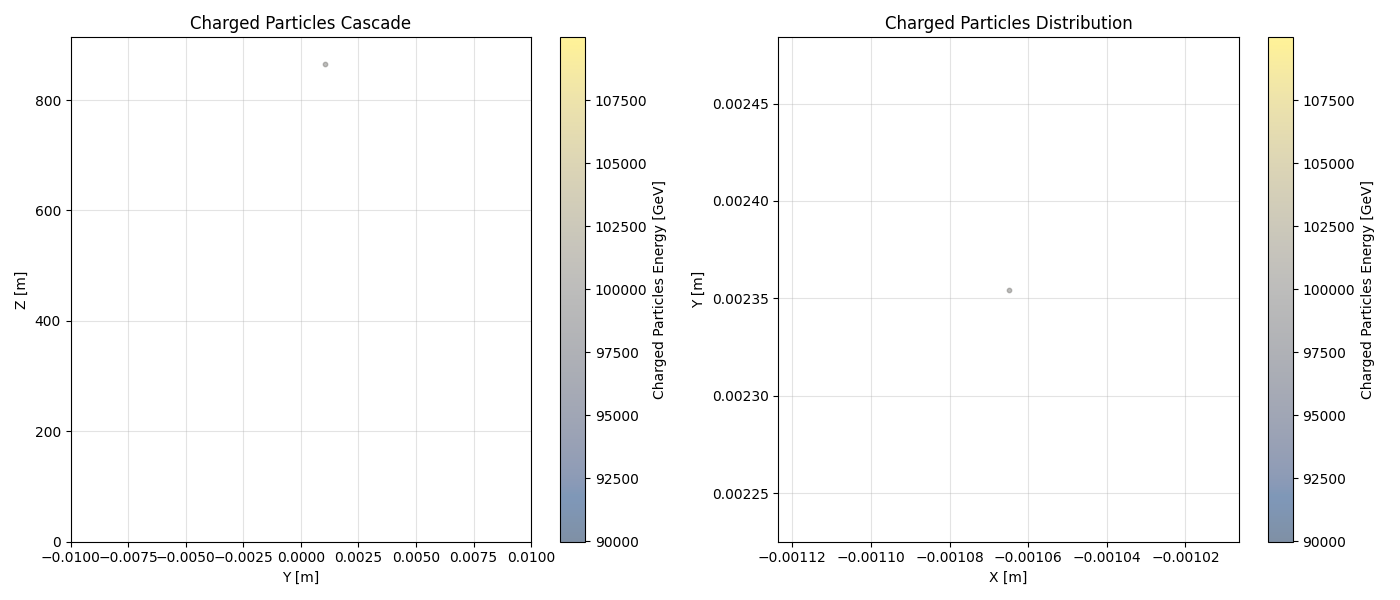 Charged Particles Cascade
Z [m]
800
600
400
200
0
−0.0100 −0.0075 −0.0050 −0.0025 0.0000 0.0025 0.0050 0.0075 0.0100
Y [m]
107500
105000
102500
100000
97500
95000
92500
90000
Charged Particles Energy [GeV]
Charged Particles Distribution
Y [m]
0.00245
0.00240
0.00235
0.00230
0.00225
−0.00112 −0.00110 −0.00108 −0.00106 −0.00104 −0.00102
X [m]
107500
105000
102500
100000
97500
95000
92500
90000
Charged Particles Energy [GeV]